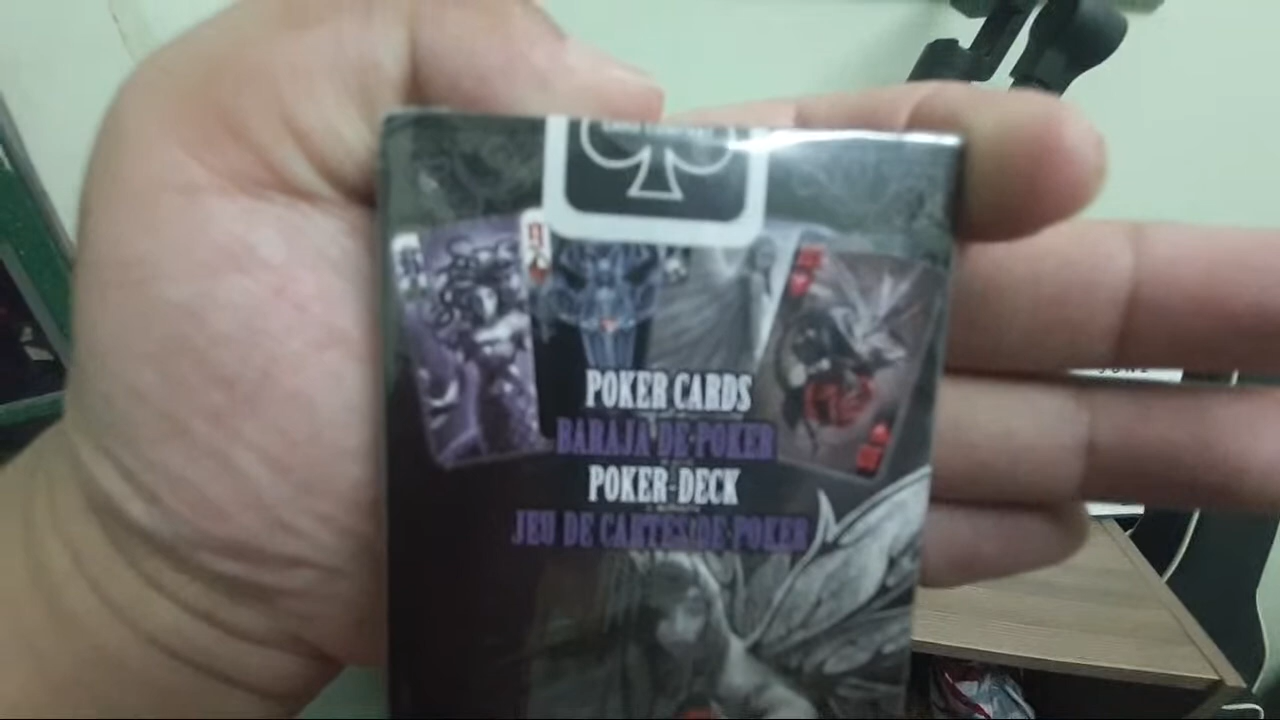 POKER CARDS
BARAJA DE POKER
POKER-DECK
JEU DE CARTES DE POKER